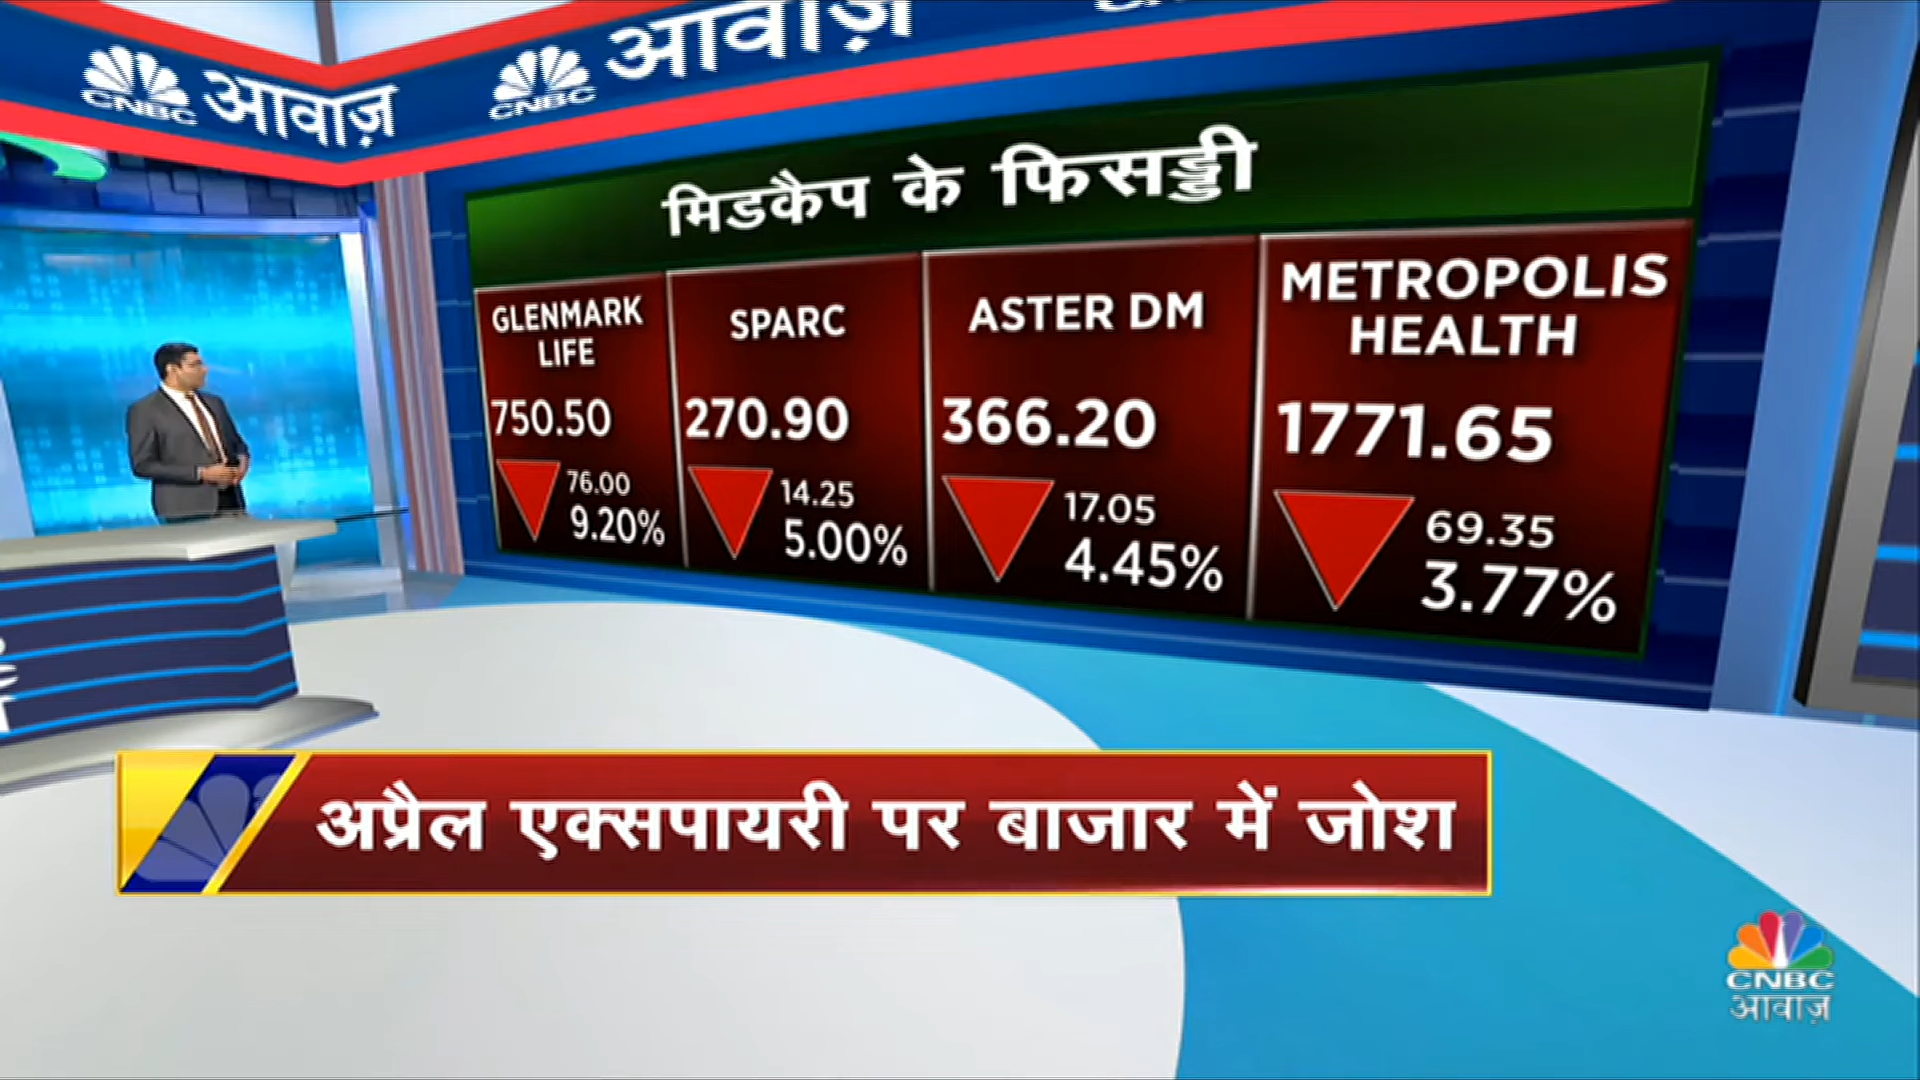 CNBC आवाज़
CNBC आवाज़
मिडकैप के फिसड्डी
GLENMARK
LIFE
750.50
76.00
9.20%
SPARC
270.90
14.25
5.00%
ASTER DM
366.20
17.05
4.45%
METROPOLIS
HEALTH
1771.65
69.35
3.77%
अप्रैल एक्सपायरी पर बाजार में जोश
CNBC
आवाज़